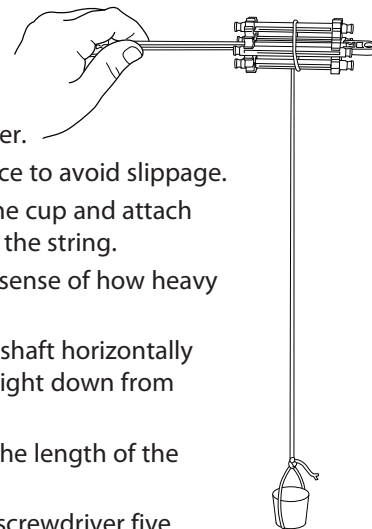 er.
ce to avoid slippage.
ne cup and attach
the string.
sense of how heavy
shaft horizontally
ight down from
he length of the
screwdriver five